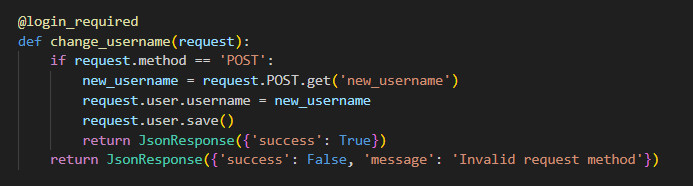 @login_required
def change_username(request):
    if request.method == 'POST':
        new_username = request.POST.get('new_username')
        request.user.username = new_username
        request.user.save()
        return JsonResponse({'success': True})
    return JsonResponse({'success': False, 'message': 'Invalid request method'})